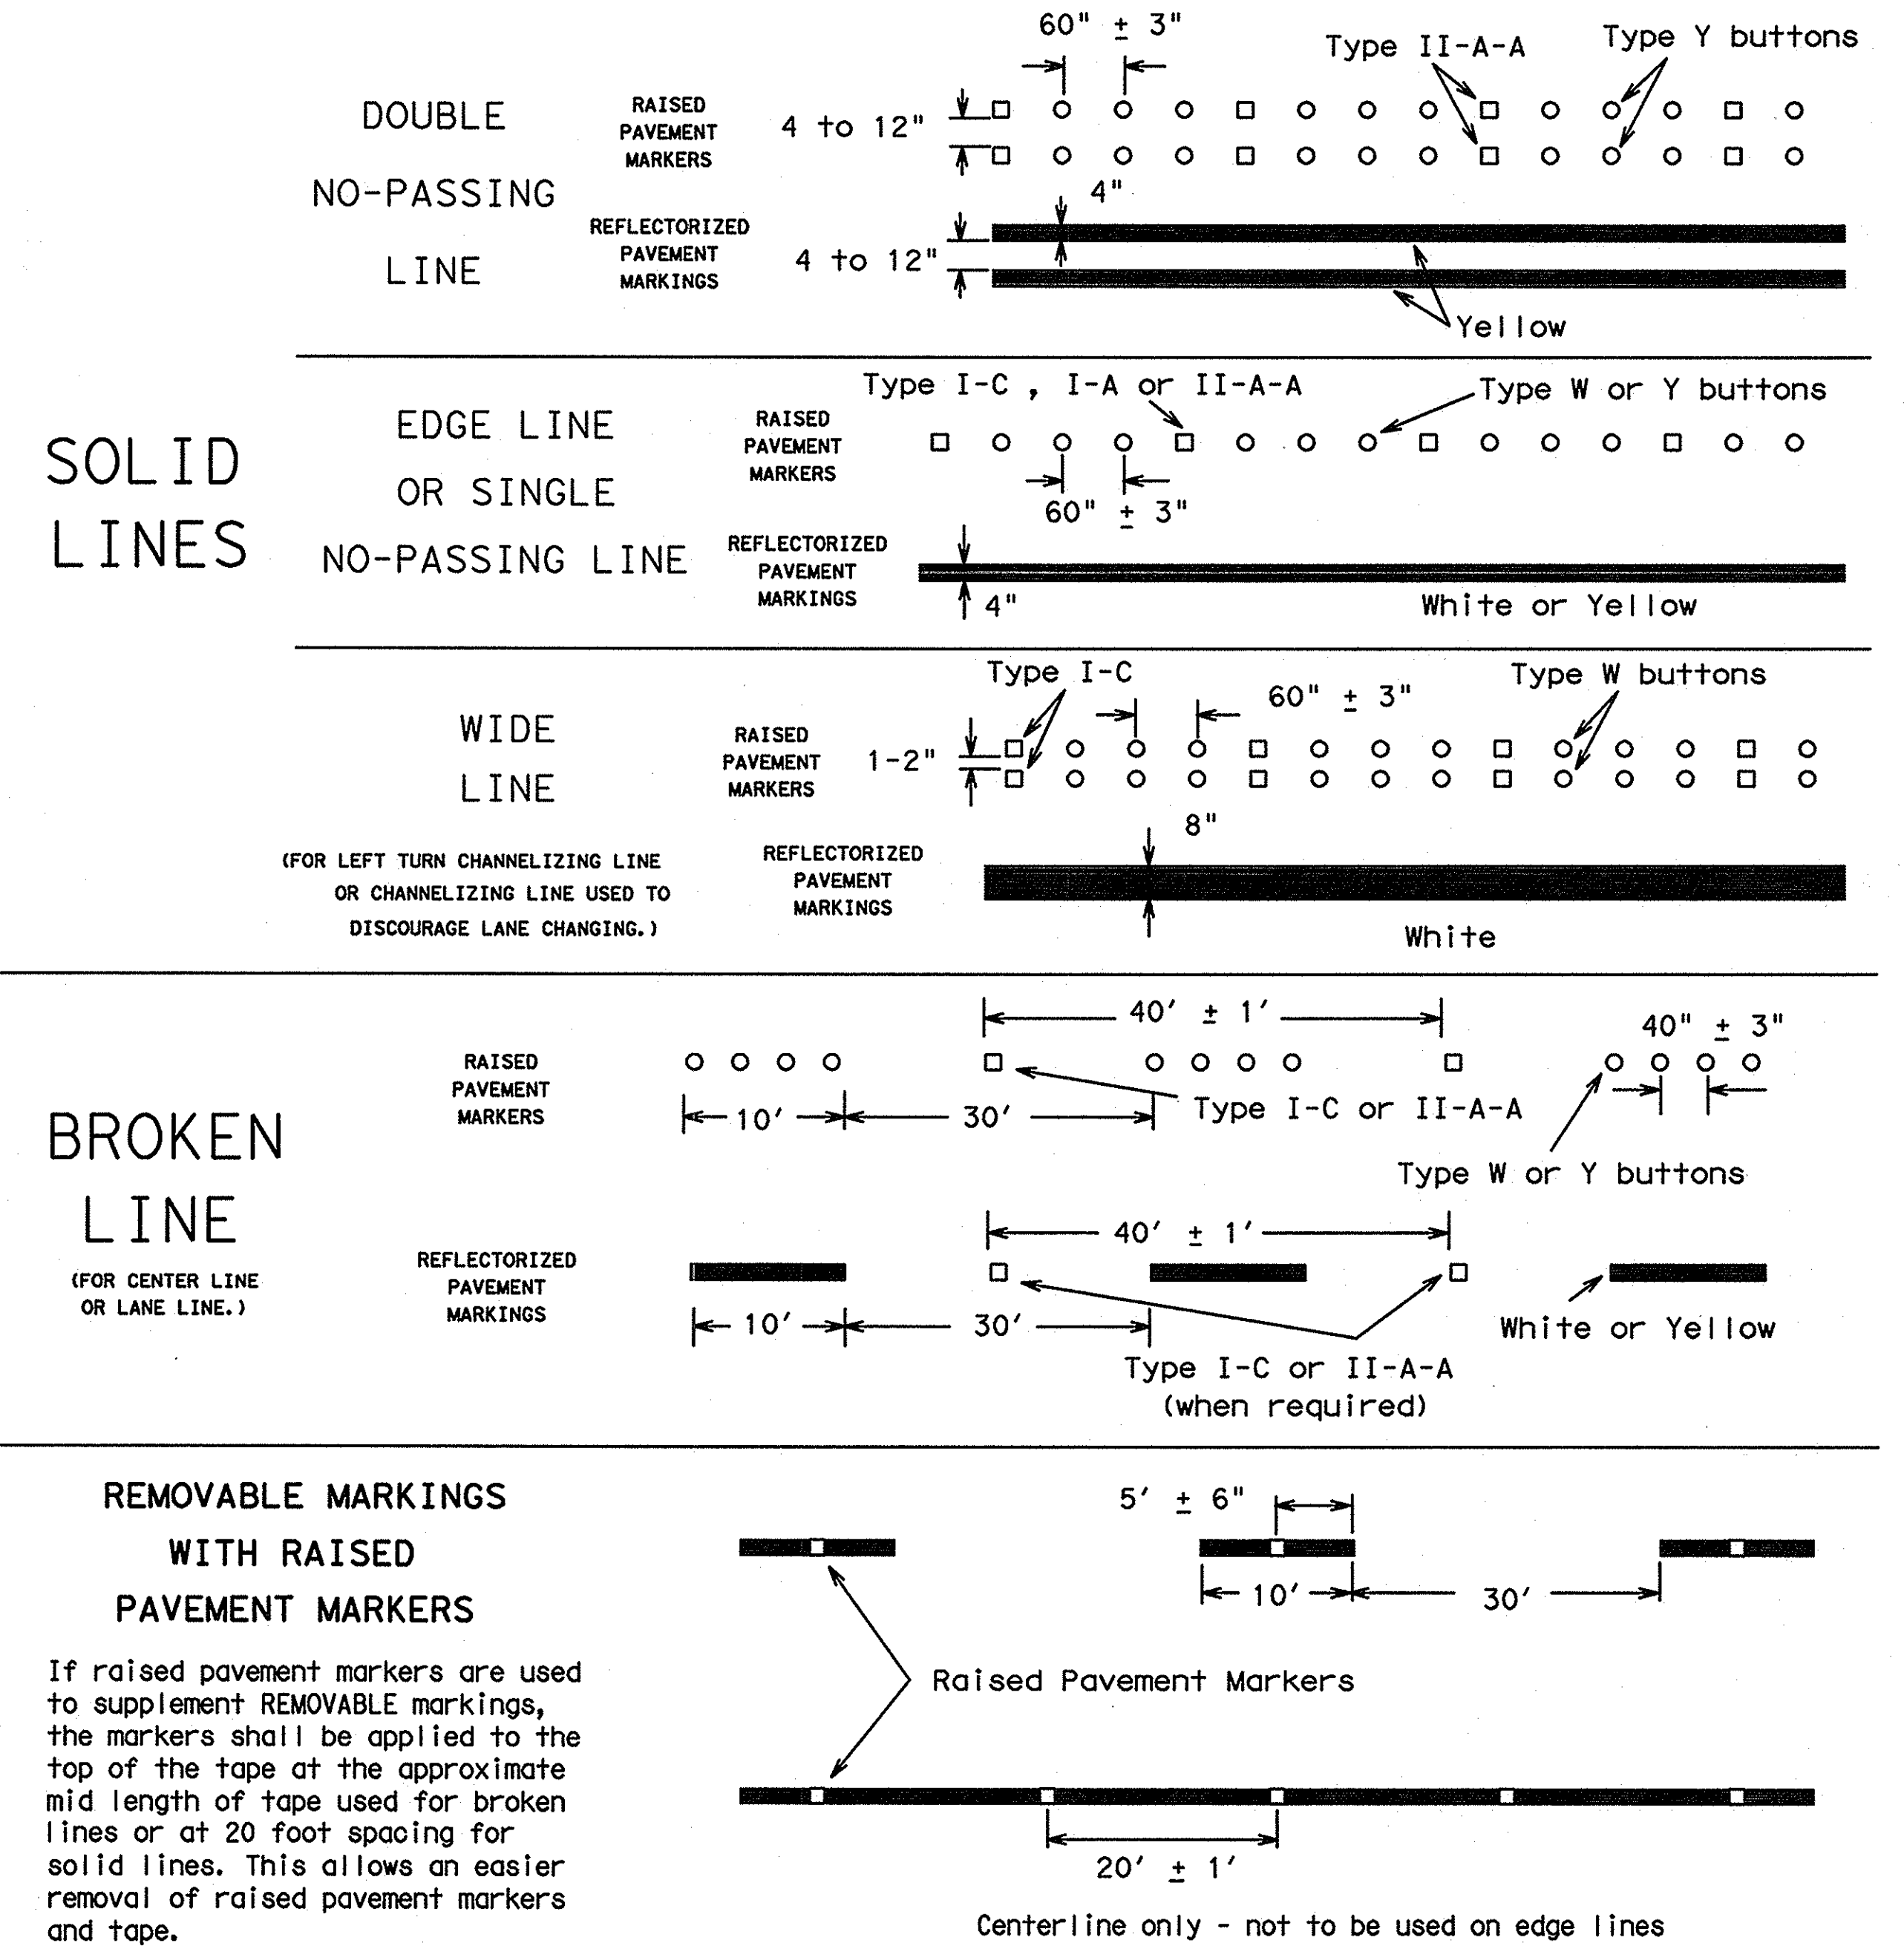 SOLID
LINES
DOUBLE
NO-PASSING
LINE
RAISED
PAVEMENT
MARKERS
4 to 12"
60" ± 3"
Type II-A-A
Type Y buttons
REFLECTORIZED
PAVEMENT
MARKINGS
4 to 12"
4"
Yellow
EDGE LINE
OR SINGLE
NO-PASSING LINE
RAISED
PAVEMENT
MARKERS
Type I-C , I-A or II-A-A
Type W or Y buttons
60" ± 3"
REFLECTORIZED
PAVEMENT
MARKINGS
4"
White or Yellow
WIDE
LINE
(FOR LEFT TURN CHANNELIZING LINE
OR CHANNELIZING LINE USED TO
DISCOURAGE LANE CHANGING.)
RAISED
PAVEMENT
MARKERS
1-2"
Type I-C
60" ± 3"
Type W buttons
REFLECTORIZED
PAVEMENT
MARKINGS
8"
White
BROKEN
LINE
(FOR CENTER LINE
OR LANE LINE.)
RAISED
PAVEMENT
MARKERS
40' ± 1'
40" ± 3"
10'
30'
Type I-C or II-A-A
Type W or Y buttons
REFLECTORIZED
PAVEMENT
MARKINGS
40' ± 1'
10'
30'
White or Yellow
Type I-C or II-A-A
(when required)
REMOVABLE MARKINGS
WITH RAISED
PAVEMENT MARKERS
If raised pavement markers are used
to supplement REMOVABLE markings,
the markers shall be applied to the
top of the tape at the approximate
mid length of tape used for broken
lines or at 20 foot spacing for
solid lines. This allows an easier
removal of raised pavement markers
and tape.
5' ± 6"
10'
30'
Raised Pavement Markers
20' ± 1'
Centerline only - not to be used on edge lines